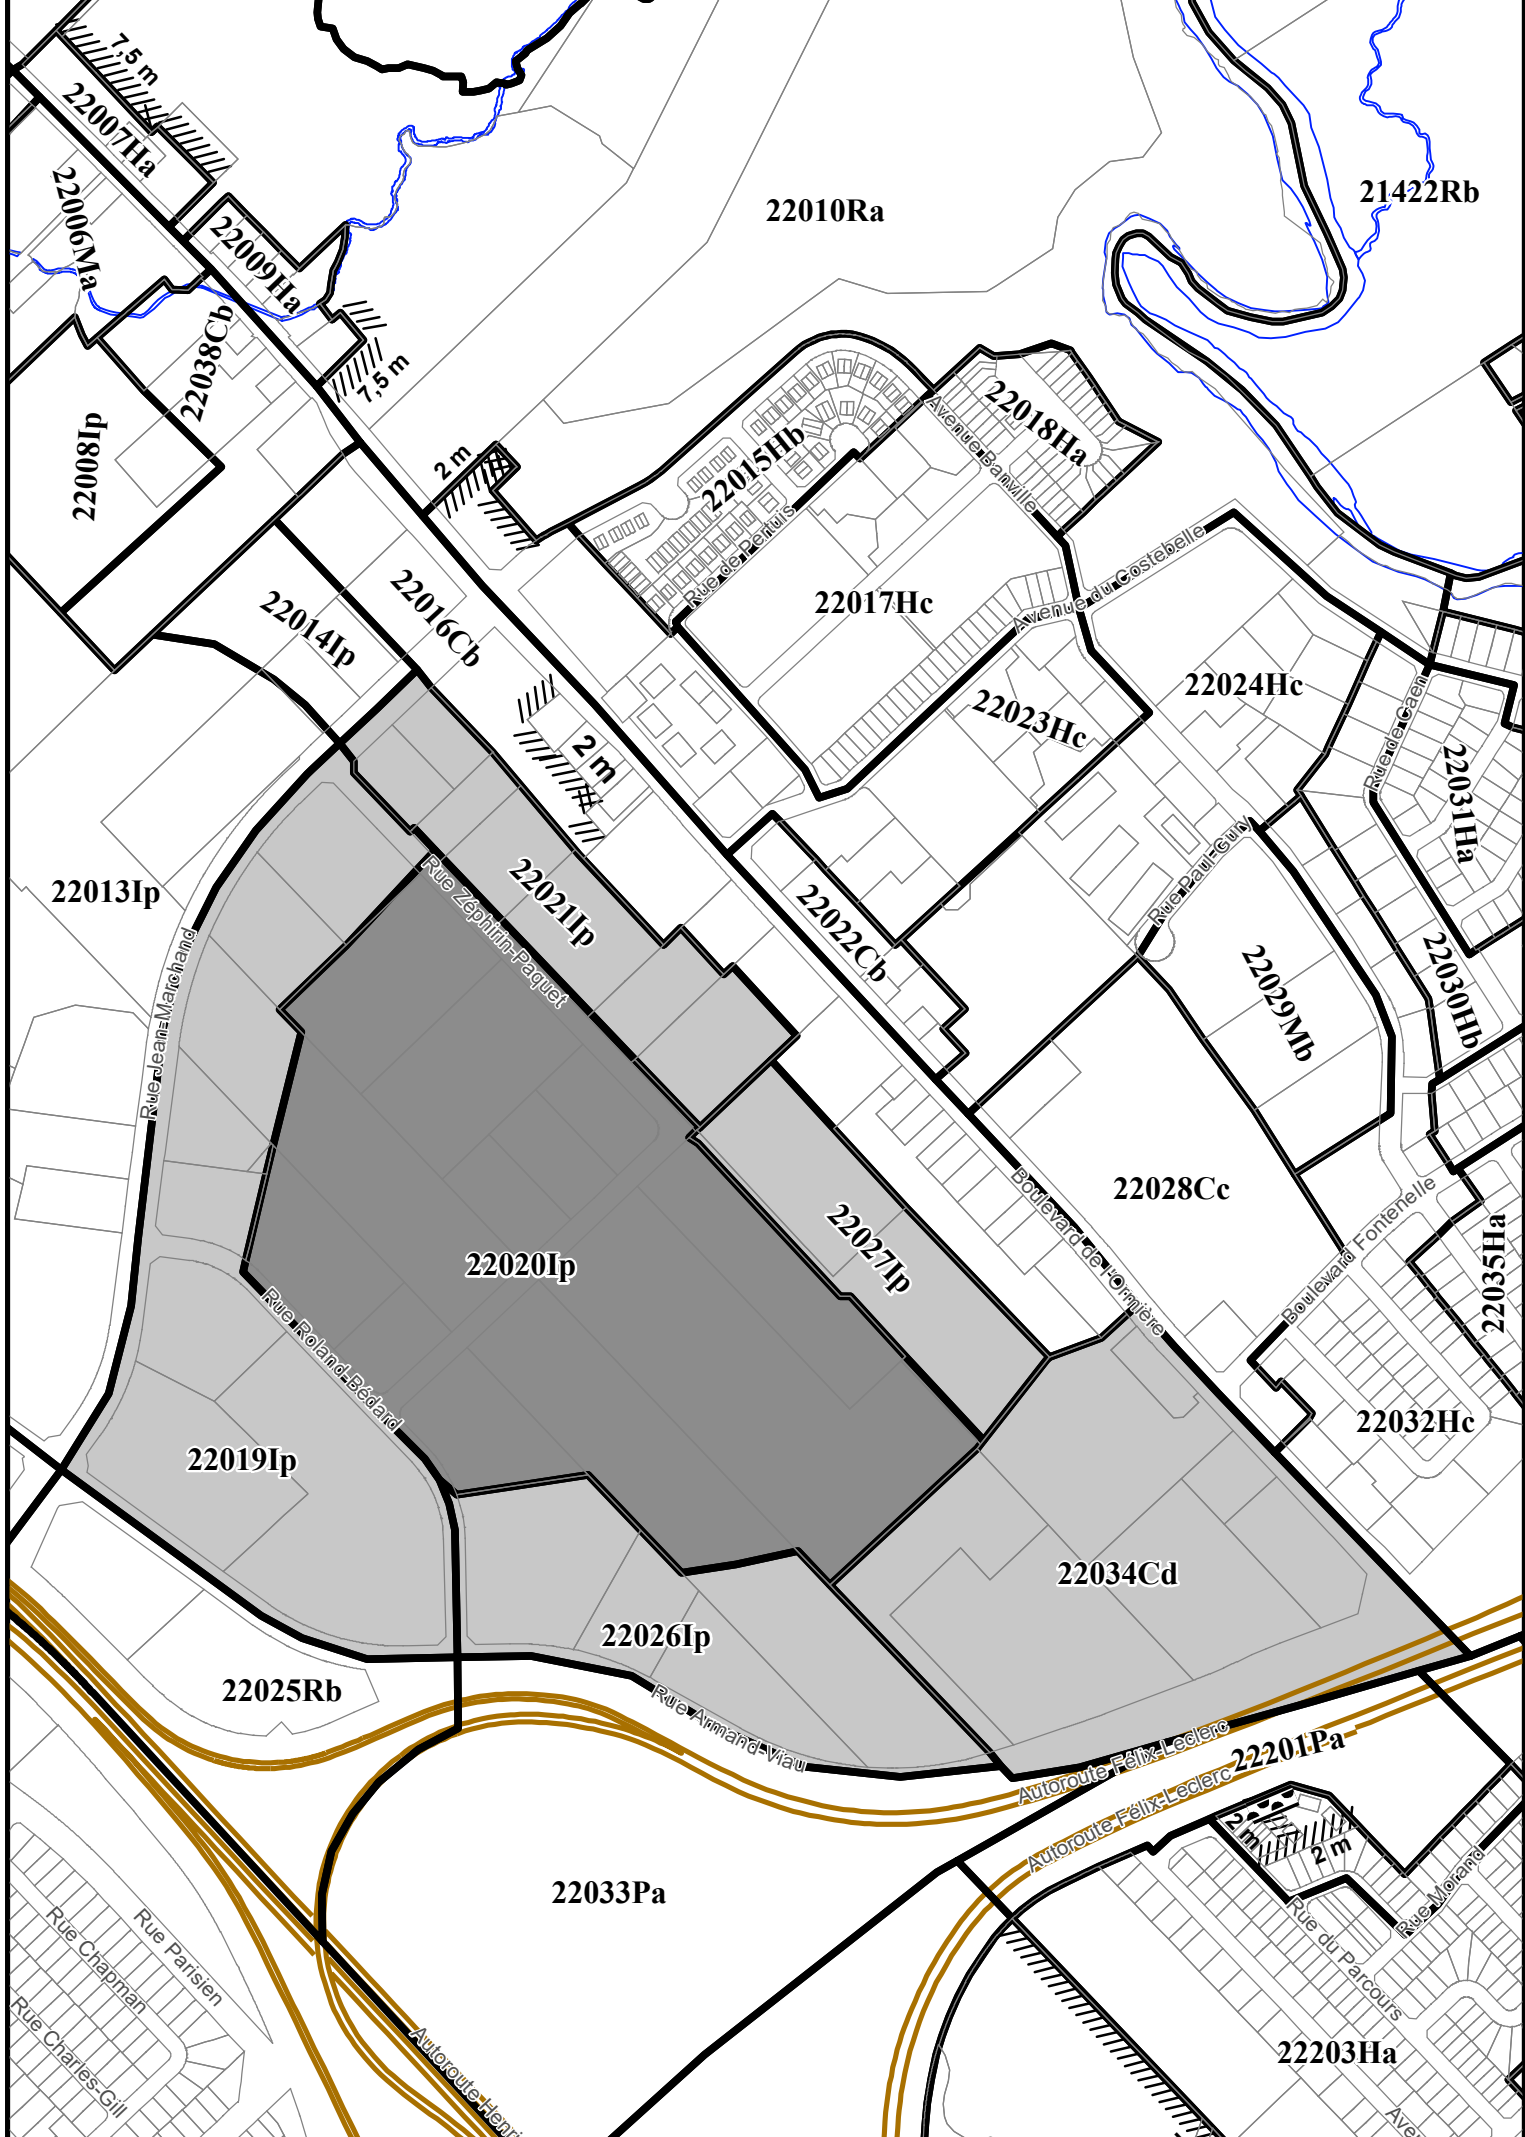 7,5 m
22007Ha
22006Ma
22009Ha
22010Ra
21422Rb
22038Cb
7,5 m
22008Ip
2 m
22015Hb
Avenue Banville
22018Ha
Rue de Pertuis
22017Hc
Avenue du Costebelle
22014Ip
22016Cb
22023Hc
22024Hc
Rue de Caen
22031Ha
2 m
22013Ip
Rue Zéphirin-Paquet
22021Ip
22022Cb
Rue Paul-Gury
22029Mb
22030Hb
Rue Jean-Marchand
22028Cc
Boulevard de l'Ormière
Boulevard Fontenelle
22035Ha
22020Ip
22027Ip
Rue Roland-Bédard
22032Hc
22019Ip
22034Cd
22026Ip
22025Rb
Rue Armand-Viau
Autoroute Félix-Leclerc
22201Pa
Autoroute Félix-Leclerc
2 m
2 m
22033Pa
Rue Morand
Rue du Parcours
Rue Parisien
Rue Chapman
Rue Charles-Gill
Autoroute Henri
22203Ha
Aven